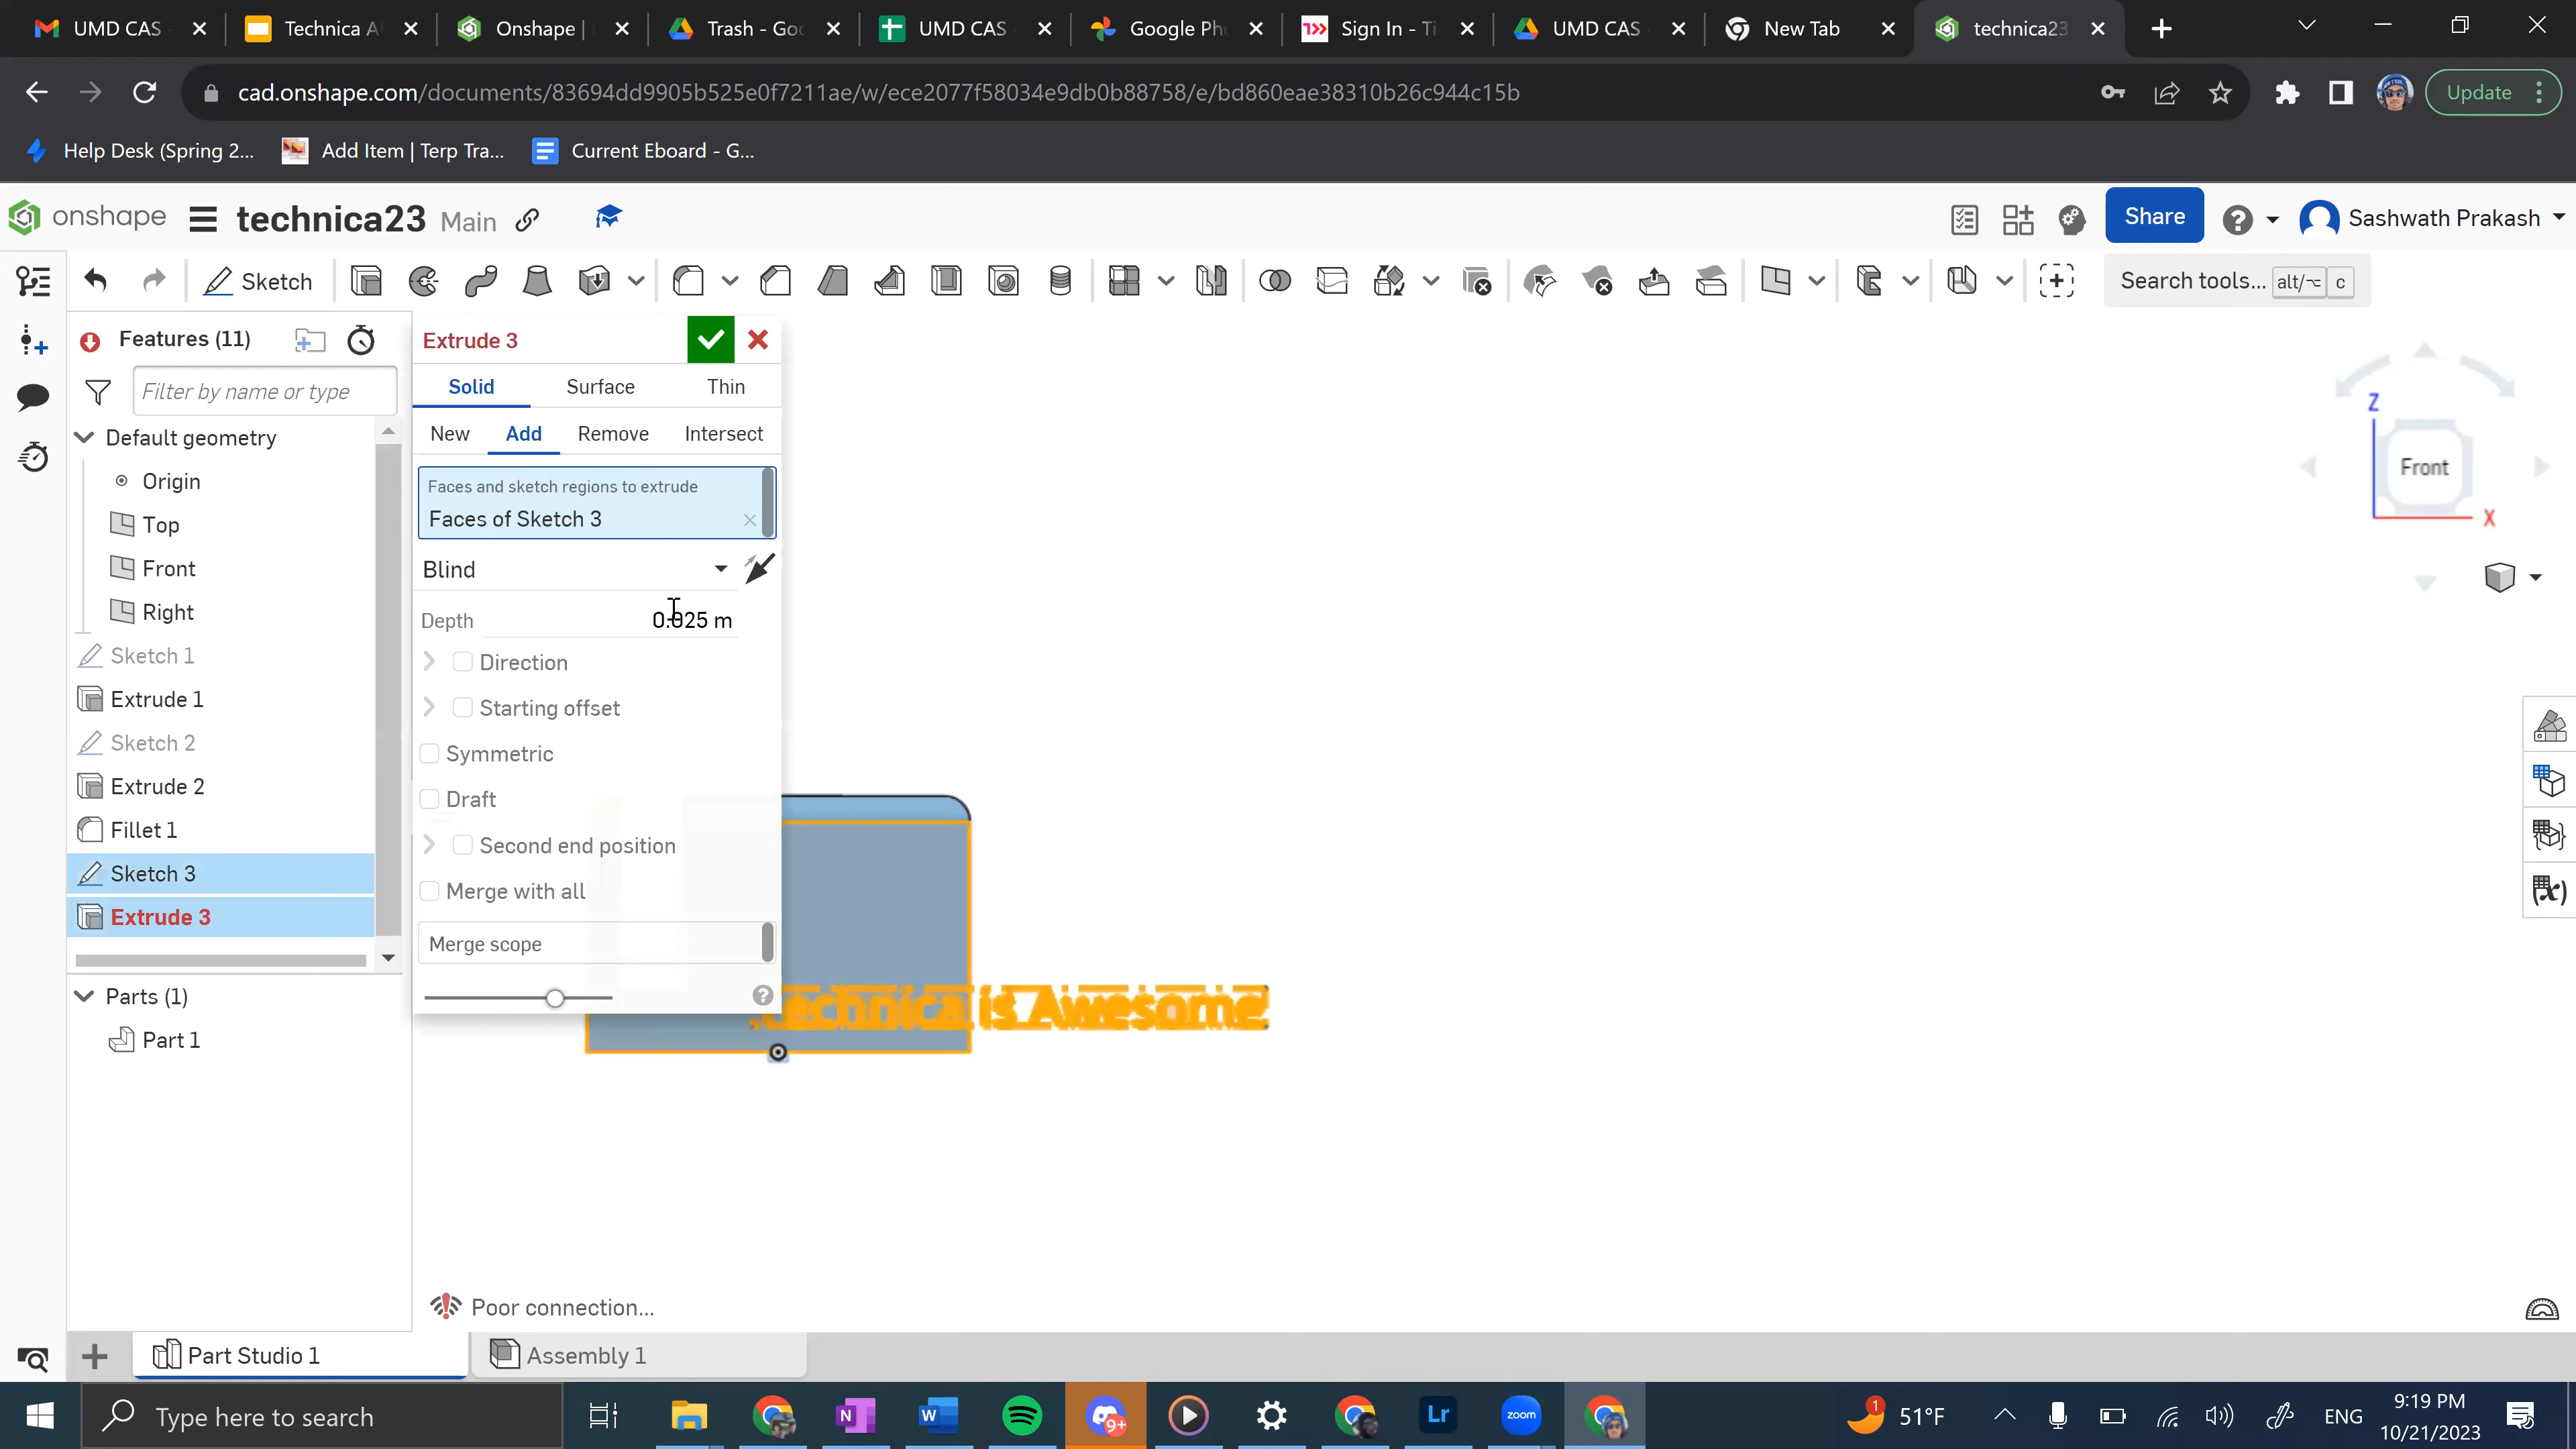 UMD CAS
Technica A
Onshape |
Trash - Goo
UMD CAS
Google Ph
Sign In - Ti
UMD CAS
New Tab
technica23
cad.onshape.com/documents/83694dd9905b525e0f7211ae/w/ece2077f58034e9db0b88758/e/bd860eae38310b26c944c15b
Update
Help Desk (Spring 2...
Add Item | Terp Tra...
Current Eboard - G...
onshape
technica23 Main
Share
Sashwath Prakash
Sketch
Search tools... alt/⌥ c
Features (11)
Filter by name or type
Default geometry
Origin
Top
Front
Right
Sketch 1
Extrude 1
Sketch 2
Extrude 2
Fillet 1
Sketch 3
Extrude 3
Parts (1)
Part 1
Extrude 3
Solid Surface Thin
New Add Remove Intersect
Faces and sketch regions to extrude
Faces of Sketch 3
Blind
Depth 0.025 m
Direction
Starting offset
Symmetric
Draft
Second end position
Merge with all
Merge scope
echnica is Awesome
Z
Front
X
Poor connection...
Part Studio 1
Assembly 1
Type here to search
N
W
9+
Lr
zoom
1
51°F
ENG
9:19 PM
10/21/2023